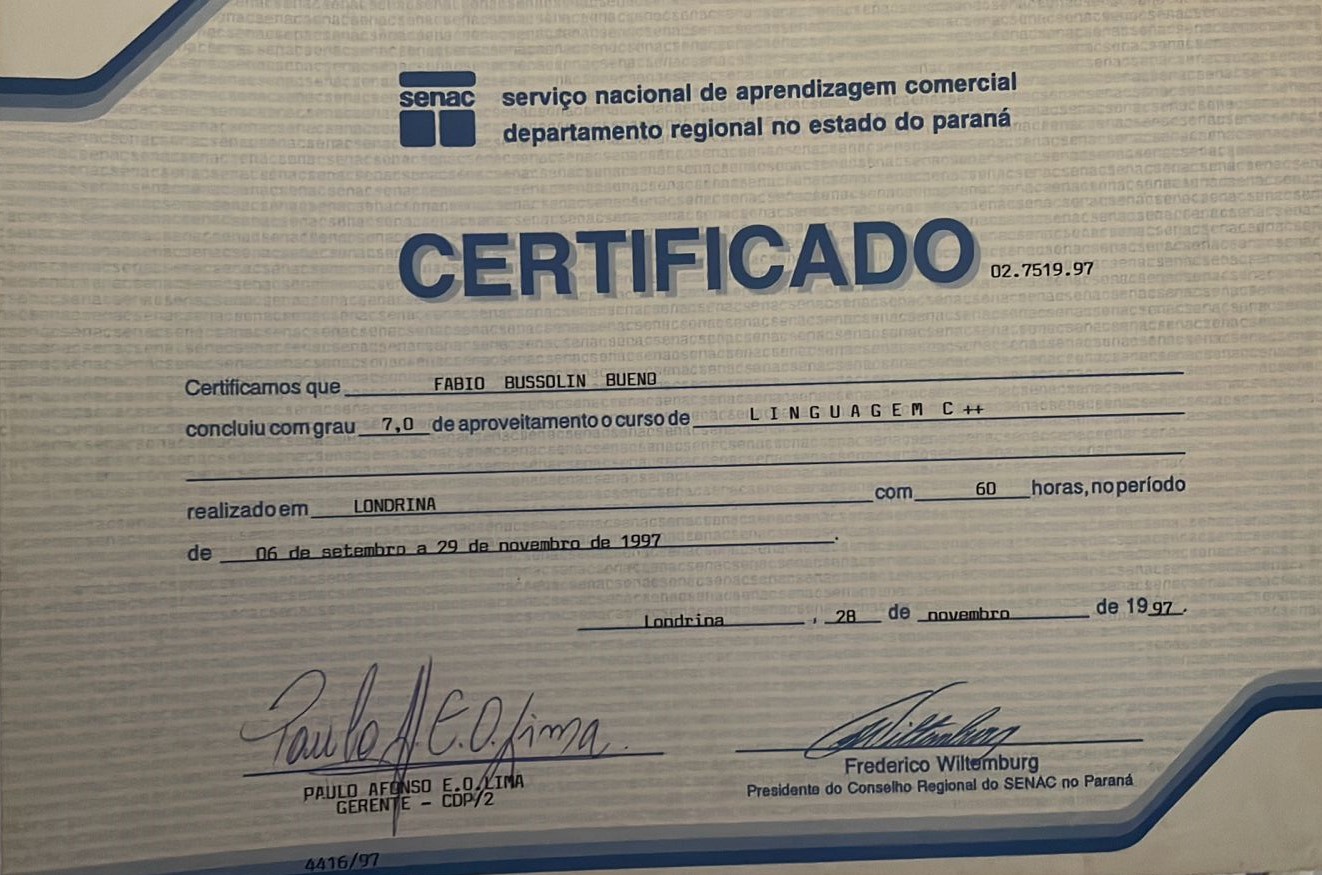 senac
serviço nacional de aprendizagem comercial
departamento regional no estado do paraná
CERTIFICADO 02.7519.97
Certificamos que FABIO BUSSOLIN BUENO
concluiu com grau 7,0 de aproveitamento o curso de LINGUAGEM C++
realizado em LONDRINA com 60 horas, no período
de 06 de setembro a 29 de novembro de 1997.
Londrina, 28 de novembro de 1997.
Paulo A. E. O. Lima
Wiltemburg
PAULO AFONSO E.O.LIMA
GERENTE - CDP/2
Frederico Wiltemburg
Presidente do Conselho Regional do SENAC no Paraná
4416/97